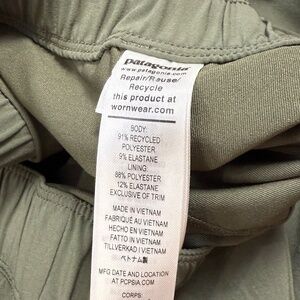 patagonia
www.patagonia.com
Repair/Reuse/
Recycle
this product at
wornwear.com
BODY:
91% RECYCLED
POLYESTER
9% ELASTANE
LINING:
88% POLYESTER
12% ELASTANE
EXCLUSIVE OF TRIM
MADE IN VIETNAM
FABRIQUÉ AU VIETNAM
HECHO EN VIETNAM
FATTO IN VIETNAM
TILLVERKAD I VIETNAM
ベトナム製
MFG DATE AND LOCATION
AT PCPSIA.COM
CORPS: